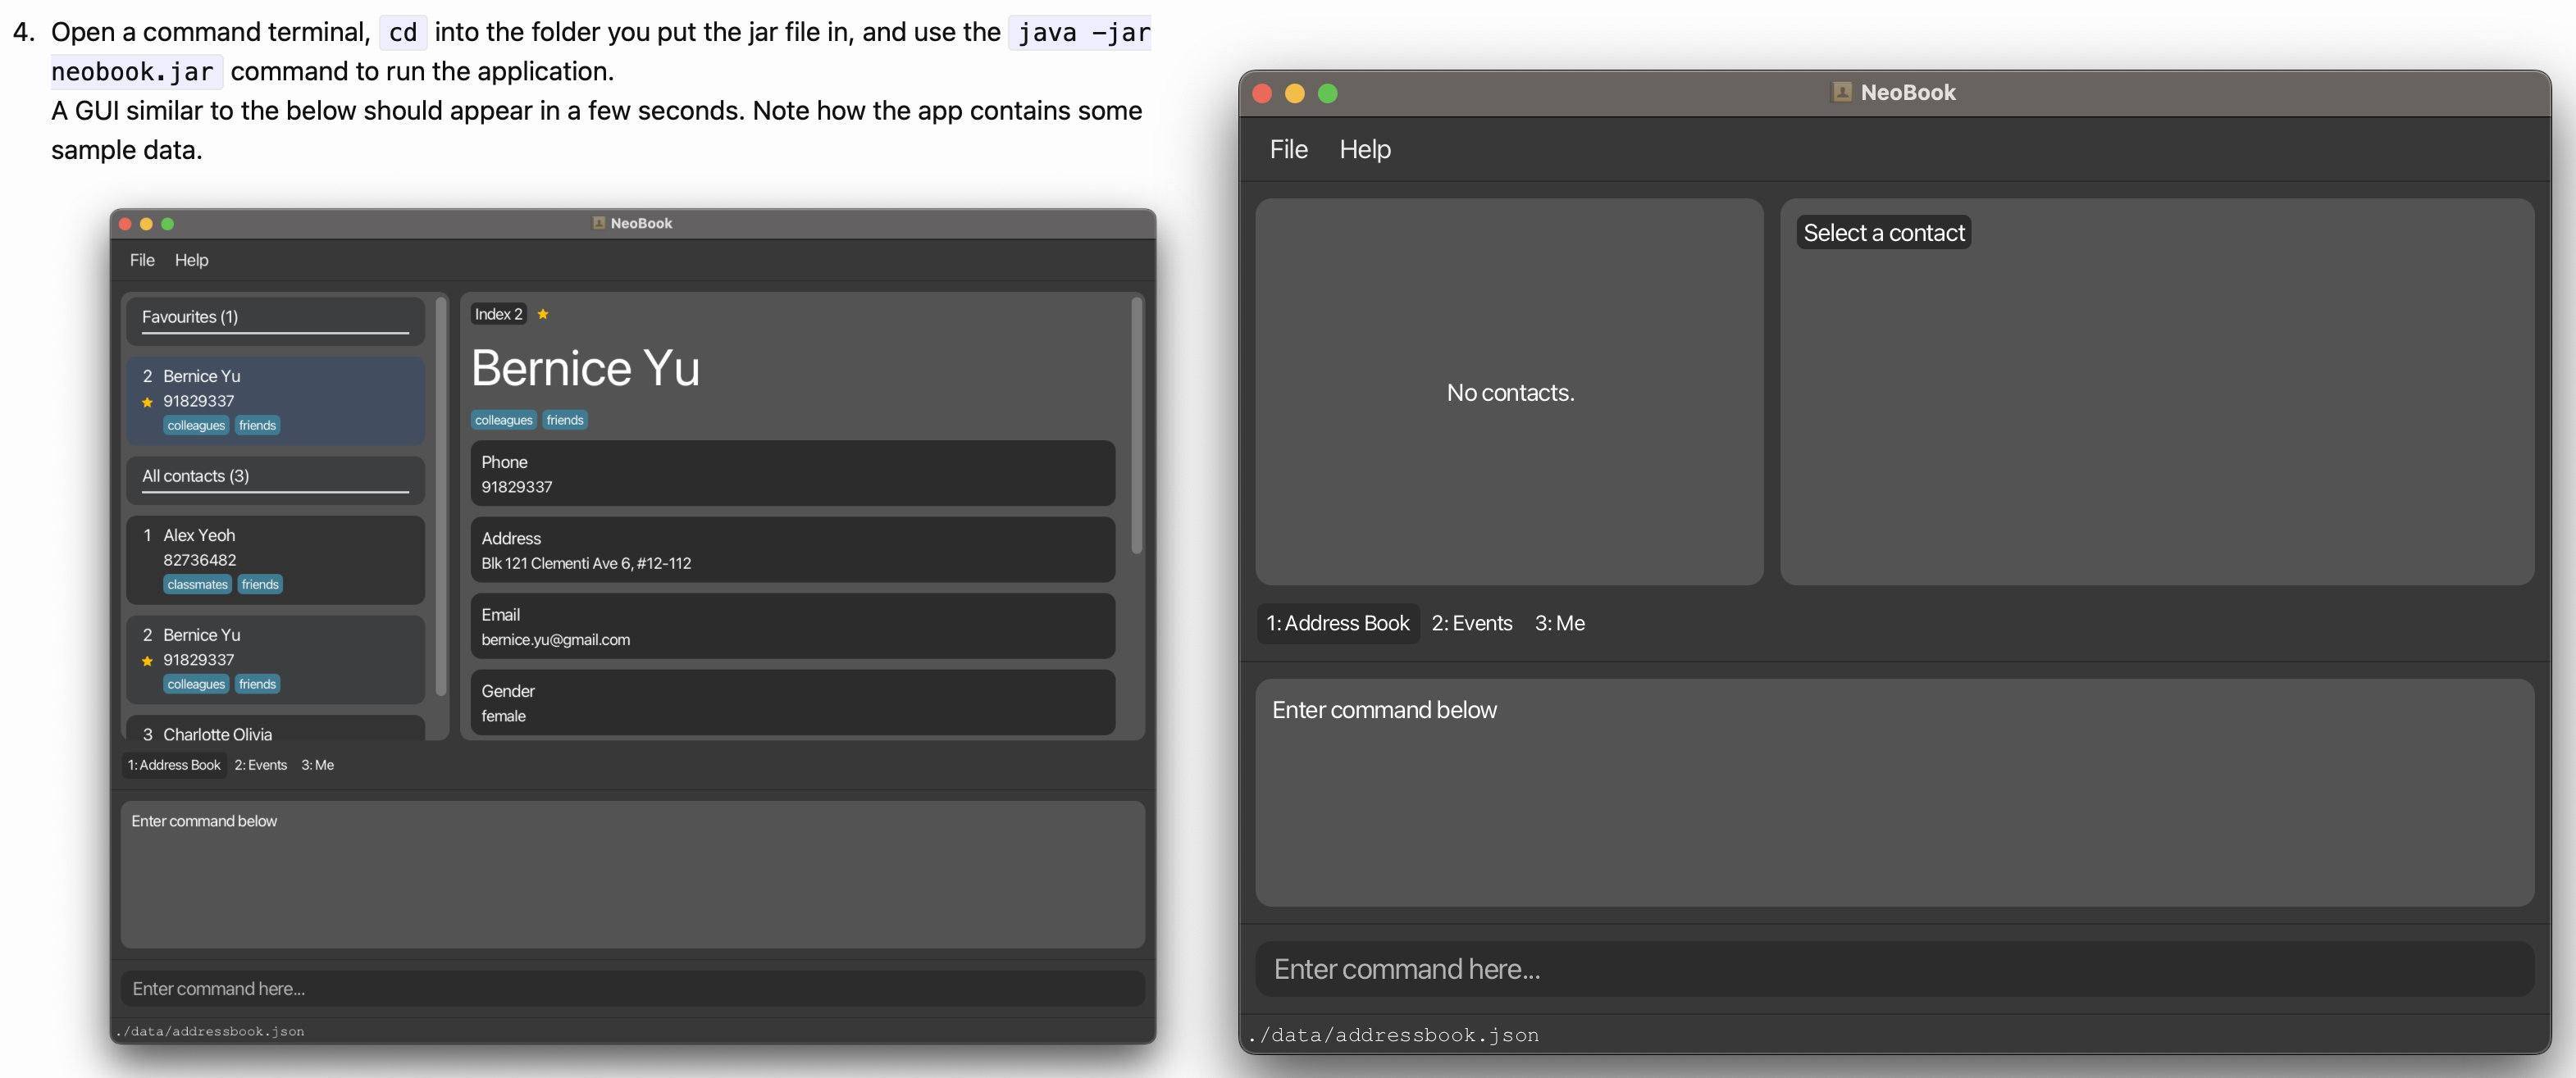 4. Open a command terminal, cd into the folder you put the jar file in, and use the java -jar
neobook.jar command to run the application.
A GUI similar to the below should appear in a few seconds. Note how the app contains some
sample data.
NeoBook
File Help
Favourites (1)
2 Bernice Yu
91829337
colleagues friends
All contacts (3)
1 Alex Yeoh
82736482
classmates friends
2 Bernice Yu
91829337
colleagues friends
3 Charlotte Olivia
Index 2
Bernice Yu
colleagues friends
Phone
91829337
Address
Blk 121 Clementi Ave 6, #12-112
Email
bernice.yu@gmail.com
Gender
female
1: Address Book 2: Events 3: Me
Enter command below
Enter command here...
./data/addressbook.json
NeoBook
File Help
No contacts.
Select a contact
1: Address Book 2: Events 3: Me
Enter command below
Enter command here...
./data/addressbook.json